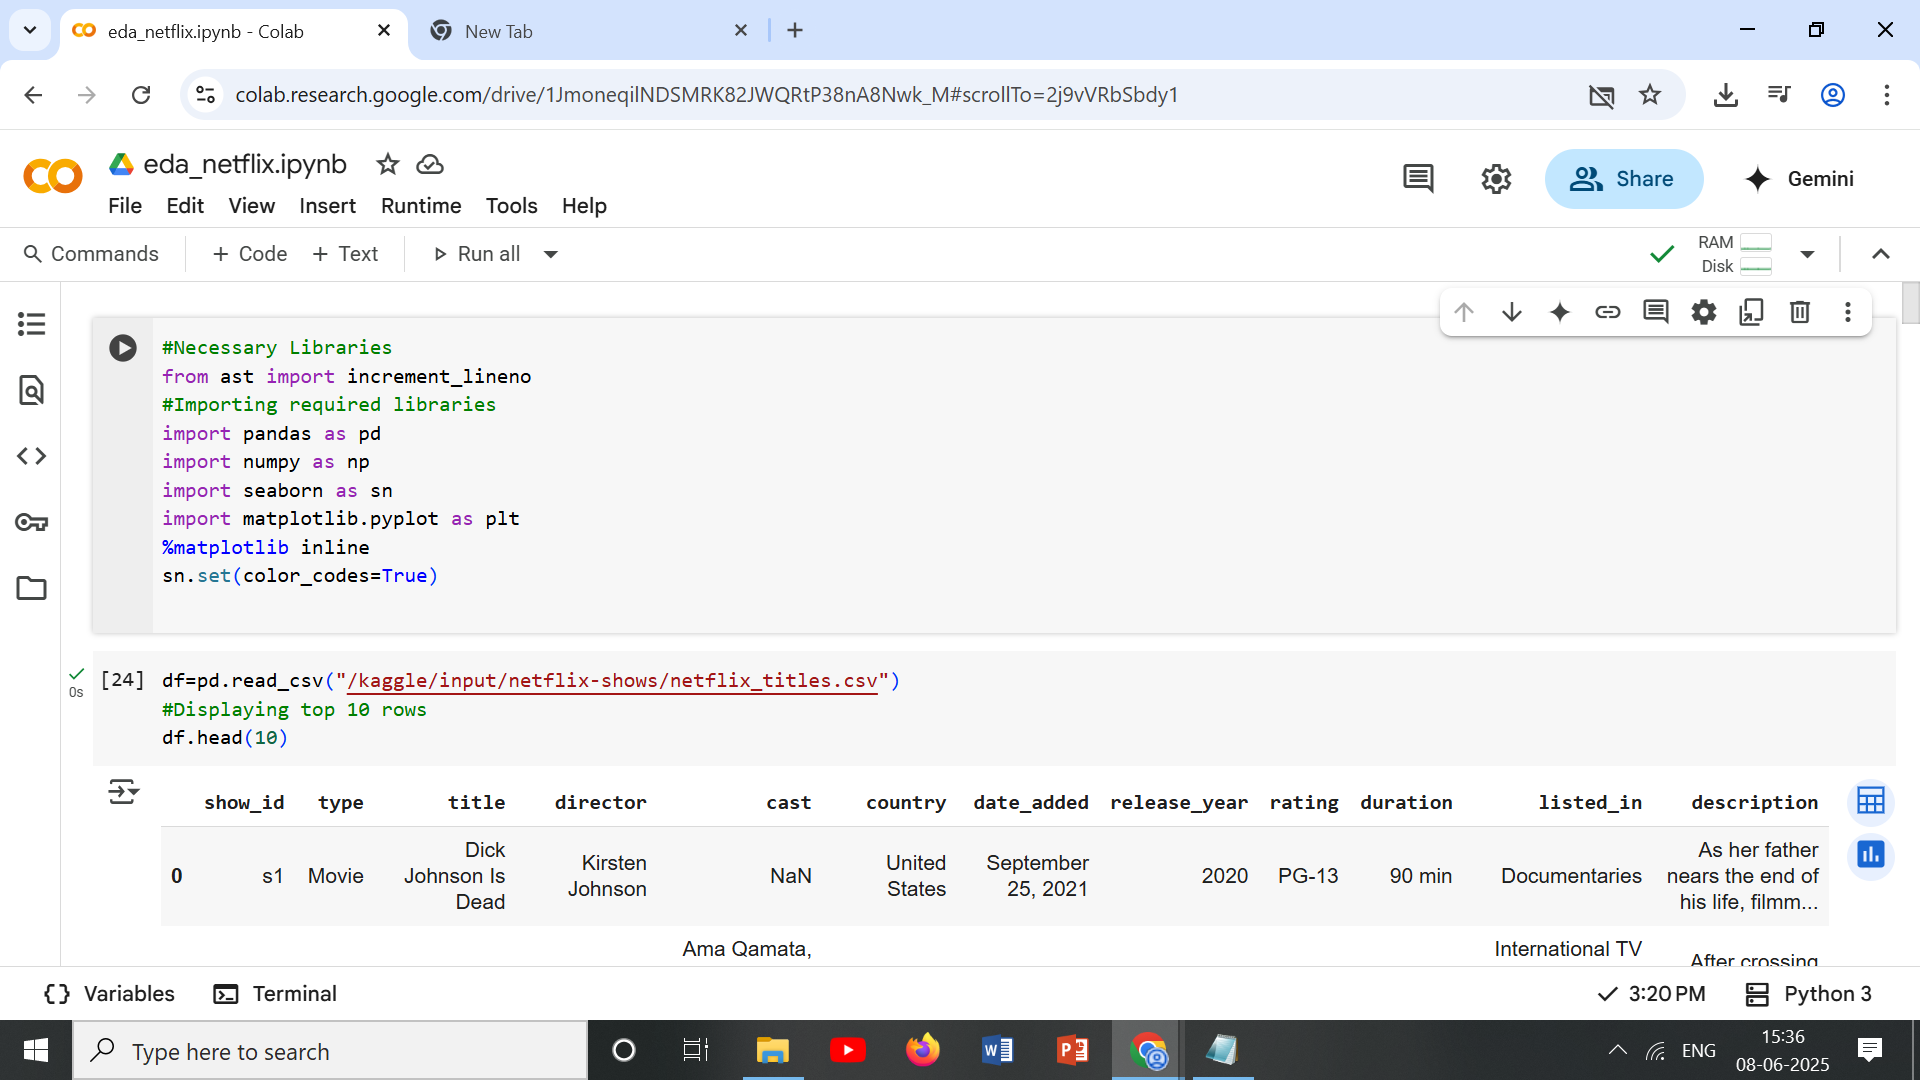 eda_netflix.ipynb - Colab
New Tab
colab.research.google.com/drive/1JmoneqilNDSMRK82JWQRtP38nA8Nwk_M#scrollTo=2j9vVRbSbdy1
eda_netflix.ipynb
File Edit View Insert Runtime Tools Help
Share
Gemini
Commands + Code + Text Run all
RAM
Disk
#Necessary Libraries
from ast import increment_lineno
#Importing required libraries
import pandas as pd
import numpy as np
import seaborn as sn
import matplotlib.pyplot as plt
%matplotlib inline
sn.set(color_codes=True)
0s
[24] df=pd.read_csv("/kaggle/input/netflix-shows/netflix_titles.csv")
#Displaying top 10 rows
df.head(10)
show_id type title director cast country date_added release_year rating duration listed_in description
0 s1 Movie Dick Johnson Is Dead Kirsten Johnson NaN United States September 25, 2021 2020 PG-13 90 min Documentaries As her father nears the end of his life, filmm...
Ama Qamata, International TV After crossing
Variables Terminal 3:20 PM Python 3
Type here to search
ENG
15:36
08-06-2025